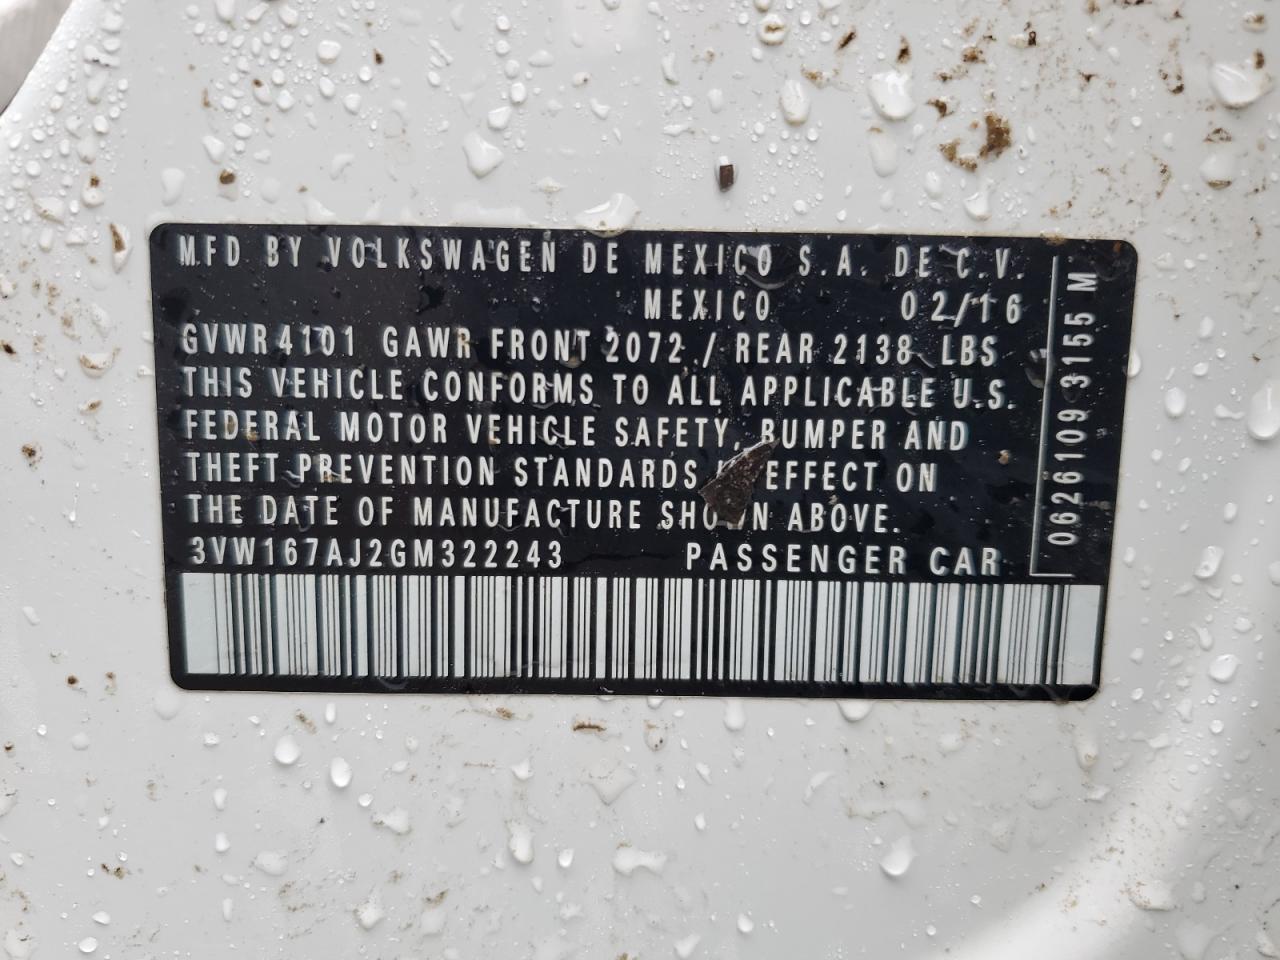 MFD BY VOLKSWAGEN DE MEXICO S.A. DE C.V.
MEXICO 02/16
GVWR 4101 GAWR FRONT 2072 / REAR 2138 LBS
THIS VEHICLE CONFORMS TO ALL APPLICABLE U.S.
FEDERAL MOTOR VEHICLE SAFETY, BUMPER AND
THEFT PREVENTION STANDARDS EFFECT ON
THE DATE OF MANUFACTURE SHOWN ABOVE.
3VW167AJ2GM322243 PASSENGER CAR
0626109 3155 M